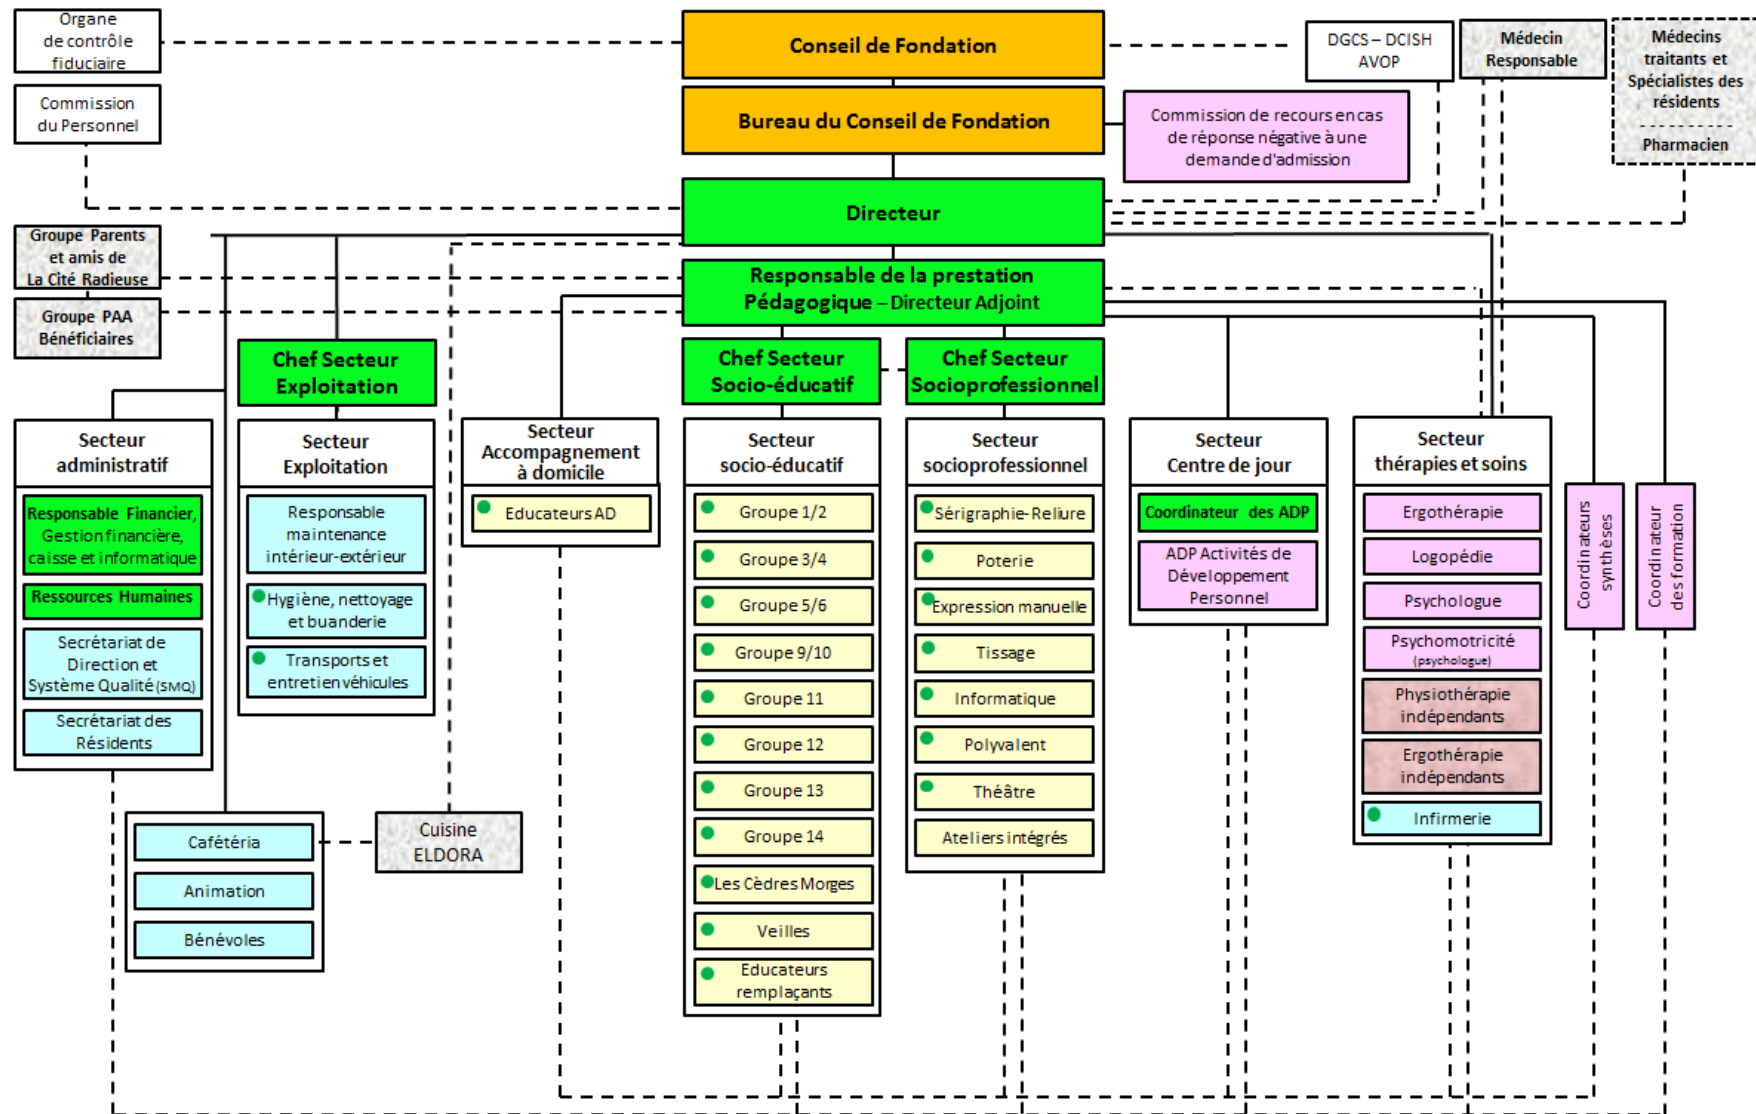 Organe
de contrôle
fiduciaire
Conseil de Fondation
DGCS – DCISH
AVOP
Médecin
Responsable
Médecins
traitants et
Spécialistes des
résidents
Pharmacien
Commission
du Personnel
Bureau du Conseil de Fondation
Commission de recours en cas
de réponse négative à une
demande d'admission
Directeur
Groupe Parents
et amis de
La Cité Radieuse
Groupe PAA
Bénéficiaires
Responsable de la prestation
Pédagogique – Directeur Adjoint
Chef Secteur
Exploitation
Chef Secteur
Socio-éducatif
Chef Secteur
Socioprofessionnel
Secteur
administratif
Responsable Financier,
Gestion financière,
caisse et informatique
Ressources Humaines
Secrétariat de
Direction et
Système Qualité (SMQ)
Secrétariat des
Résidents
Secteur
Exploitation
Responsable
maintenance
intérieur-extérieur
Hygiène, nettoyage
et buanderie
Transports et
entretien véhicules
Cafétéria
Animation
Bénévoles
Cuisine
ELDORA
Secteur
Accompagnement
à domicile
Educateurs AD
Secteur
socio-éducatif
Groupe 1/2
Groupe 3/4
Groupe 5/6
Groupe 9/10
Groupe 11
Groupe 12
Groupe 13
Groupe 14
Les Cèdres Morges
Veilles
Educateurs
remplaçants
Secteur
socioprofessionnel
Sérigraphie-Reliure
Poterie
Expression manuelle
Tissage
Informatique
Polyvalent
Théâtre
Ateliers intégrés
Secteur
Centre de jour
Coordinateur des ADP
ADP Activités de
Développement
Personnel
Secteur
thérapies et soins
Ergothérapie
Logopédie
Psychologue
Psychomotricité
(psychologue)
Physiothérapie
indépendants
Ergothérapie
indépendants
Infirmerie
Coordinateurs
synthèses
Coordinateur
des formation